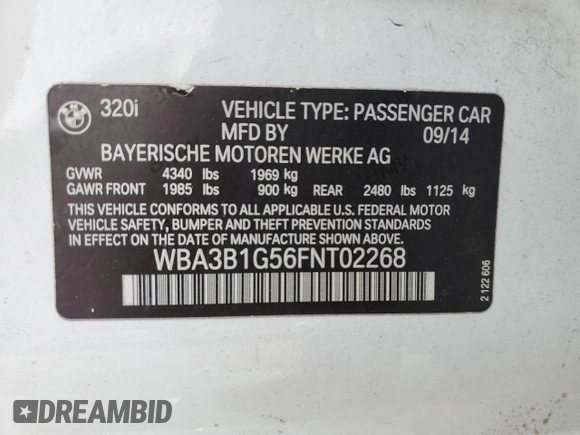 BMW
320i VEHICLE TYPE: PASSENGER CAR
MFD BY 09/14
BAYERISCHE MOTOREN WERKE AG
GVWR 4340 lbs 1969 kg
GAWR FRONT 1985 lbs 900 kg REAR 2480 lbs 1125 kg
THIS VEHICLE CONFORMS TO ALL APPLICABLE U.S. FEDERAL MOTOR
VEHICLE SAFETY, BUMPER AND THEFT PREVENTION STANDARDS
IN EFFECT ON THE DATE OF MANUFACTURE SHOWN ABOVE.
WBA3B1G56FNT02268
2 122 606
DREAMBID